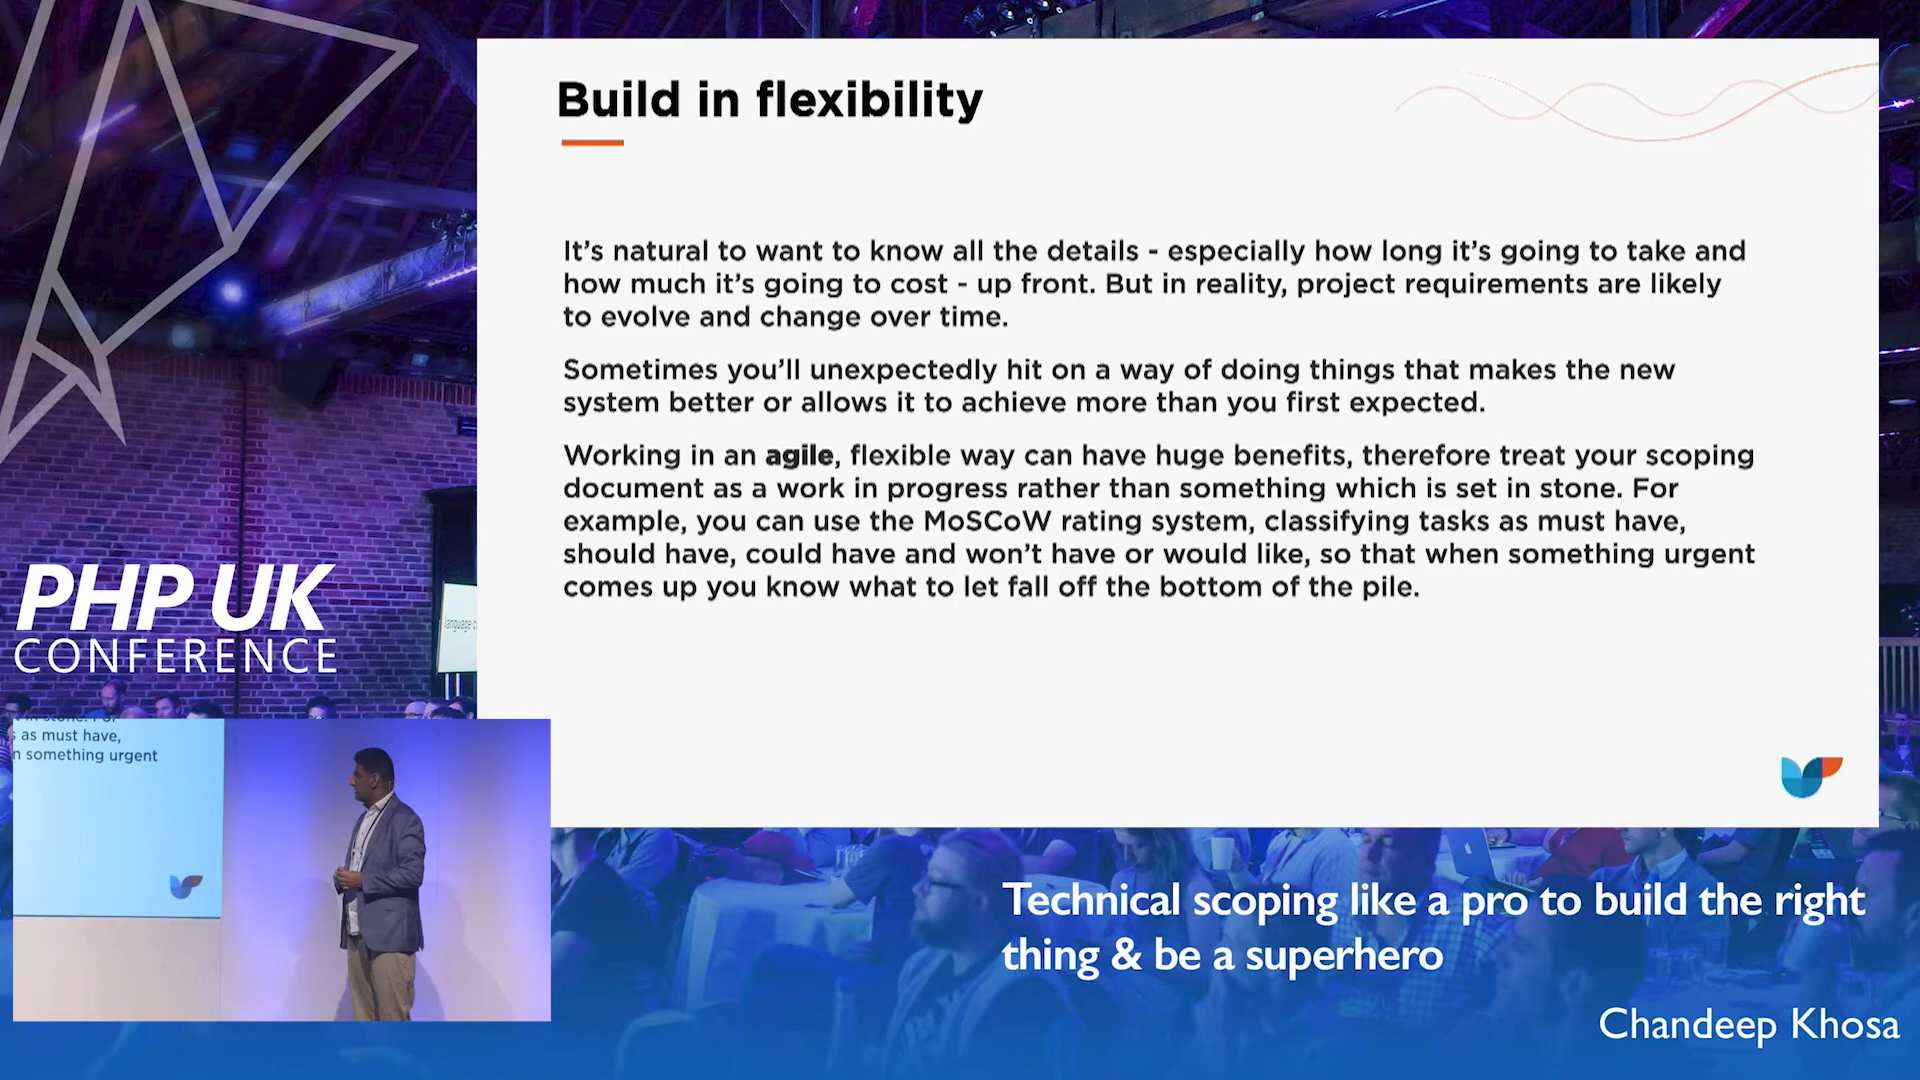 Build in flexibility
It's natural to want to know all the details - especially how long it's going to take and
how much it's going to cost - up front. But in reality, project requirements are likely
to evolve and change over time.
Sometimes you'll unexpectedly hit on a way of doing things that makes the new
system better or allows it to achieve more than you first expected.
Working in an agile, flexible way can have huge benefits, therefore treat your scoping
document as a work in progress rather than something which is set in stone. For
example, you can use the MoSCoW rating system, classifying tasks as must have,
should have, could have and won't have or would like, so that when something urgent
comes up you know what to let fall off the bottom of the pile.
PHP UK
CONFERENCE
language
as must have,
something urgent
Technical scoping like a pro to build the right
thing & be a superhero
Chandeep Khosa